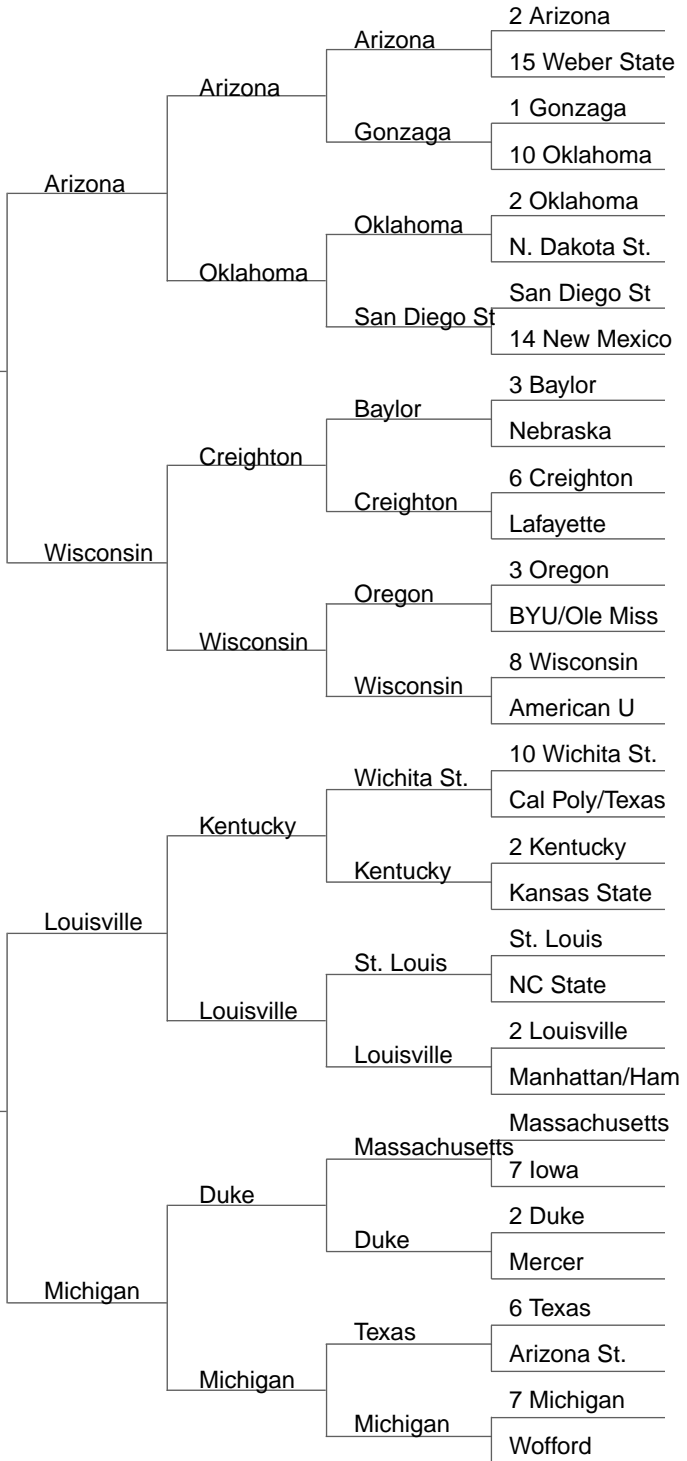 2 Arizona
Arizona
15 Weber State
Arizona
1 Gonzaga
Gonzaga
10 Oklahoma
Arizona
2 Oklahoma
Oklahoma
N. Dakota St.
Oklahoma
San Diego St
San Diego St
14 New Mexico
3 Baylor
Baylor
Nebraska
Creighton
6 Creighton
Creighton
Lafayette
Wisconsin
3 Oregon
Oregon
BYU/Ole Miss
Wisconsin
8 Wisconsin
Wisconsin
American U
10 Wichita St.
Wichita St.
Cal Poly/Texas
Kentucky
2 Kentucky
Kentucky
Kansas State
Louisville
St. Louis
St. Louis
NC State
Louisville
2 Louisville
Louisville
Manhattan/Ham
Massachusetts
Massachusetts
7 Iowa
Duke
2 Duke
Duke
Mercer
Michigan
6 Texas
Texas
Arizona St.
Michigan
7 Michigan
Michigan
Wofford